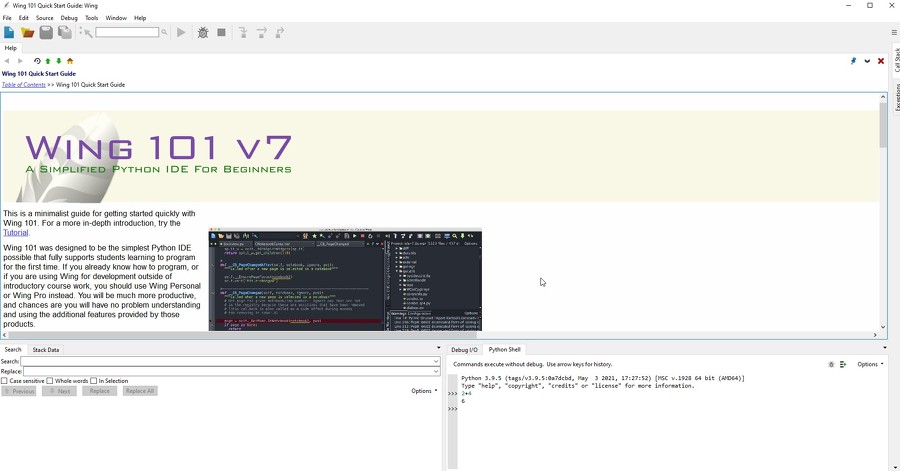 Wing 101 Quick Start Guide: Wing
File Edit Source Debug Tools Window Help
Help
Wing 101 Quick Start Guide
Table of Contents >> Wing 101 Quick Start Guide
Wing 101 v7
A Simplified Python IDE For Beginners
This is a minimalist guide for getting started quickly with
Wing 101. For a more in-depth introduction, try the
Tutorial.
Wing 101 was designed to be the simplest Python IDE
possible that fully supports students learning to program
for the first time. If you already know how to program, or
if you are using Wing for development outside of
introductory course work, you should use Wing Personal
or Wing Pro instead. You will be much more productive,
and chances are you will have no problem understanding
and using the additional features provided by those
products.
Call Stack
Exceptions
Search Stack Data
Search:
Replace:
Case sensitive Whole words In Selection
Previous Next Replace Replace All
Options
Debug I/O Python Shell
Commands execute without debug. Use arrow keys for history.
Options
Python 3.9.5 (tags/v3.9.5:0a7dcbd, May 3 2021, 17:27:52) [MSC v.1928 64 bit (AMD64)]
Type "help", "copyright", "credits" or "license" for more information.
>>> 2+4
6
>>>